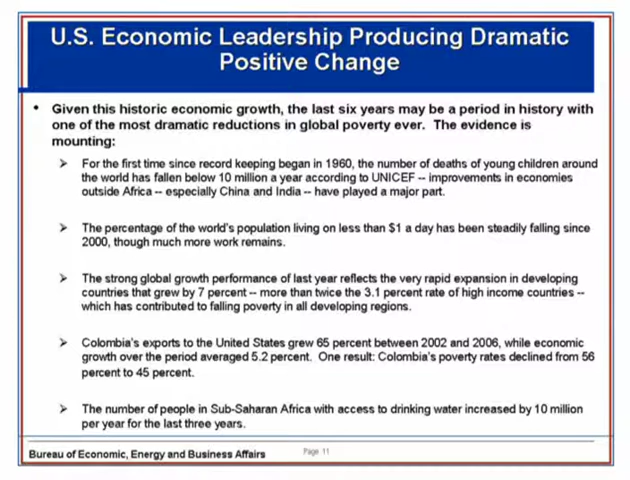 U.S. Economic Leadership Producing Dramatic
Positive Change
• Given this historic economic growth, the last six years may be a period in history with
one of the most dramatic reductions in global poverty ever. The evidence is
mounting:
➢ For the first time since record keeping began in 1960, the number of deaths of young children around
the world has fallen below 10 million a year according to UNICEF -- improvements in economies
outside Africa -- especially China and India -- have played a major part.
➢ The percentage of the world's population living on less than $1 a day has been steadily falling since
2000, though much more work remains.
➢ The strong global growth performance of last year reflects the very rapid expansion in developing
countries that grew by 7 percent -- more than twice the 3.1 percent rate of high income countries --
which has contributed to falling poverty in all developing regions.
➢ Colombia's exports to the United States grew 65 percent between 2002 and 2006, while economic
growth over the period averaged 5.2 percent. One result: Colombia's poverty rates declined from 56
percent to 45 percent.
➢ The number of people in Sub-Saharan Africa with access to drinking water increased by 10 million
per year for the last three years.
Bureau of Economic, Energy and Business Affairs
Page 11